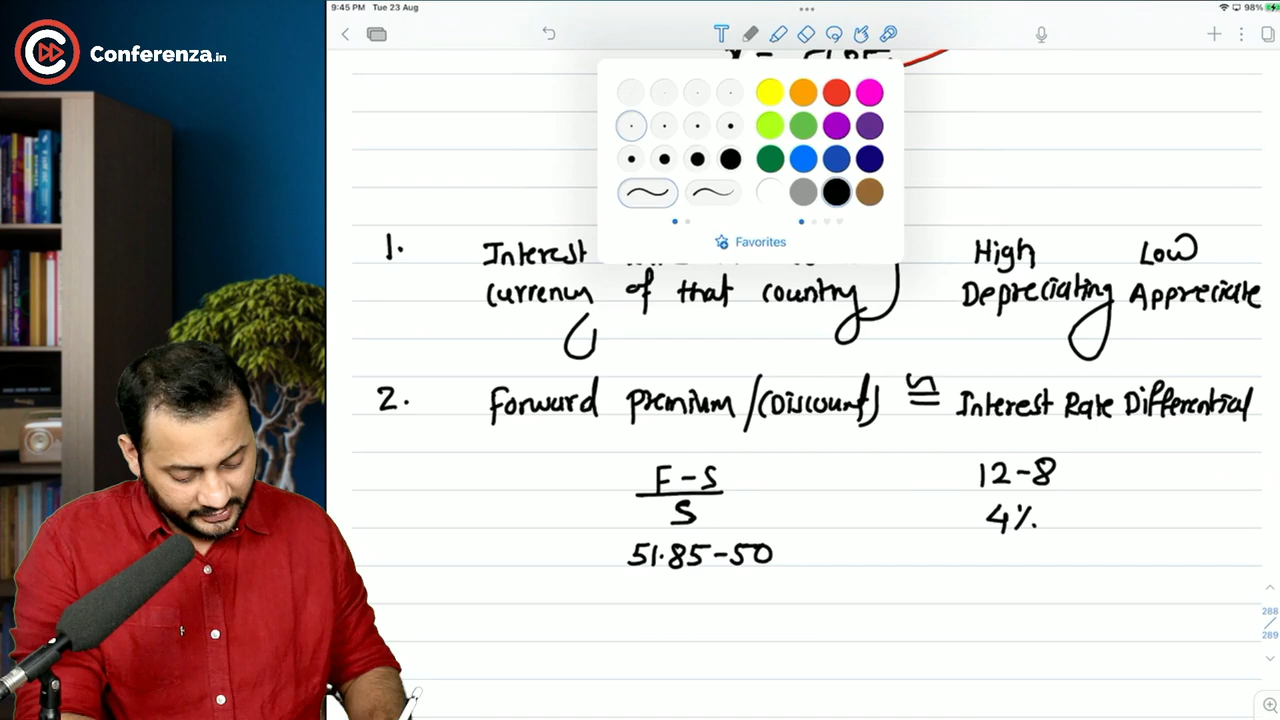 9:45 PM Tue 23 Aug
98%
Conferenza.in
1. Interest High Low
currency of that country Depreciating Appreciate
Favorites
2. Forward premium/(Discount) ≅ Interest Rate Differential
F-S 12-8
S 4%
51.85-50
288
289